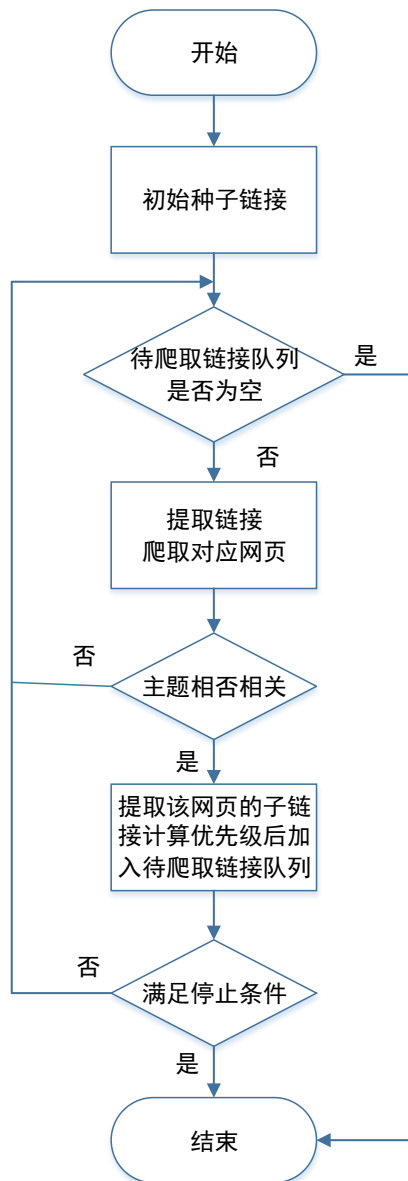 开始
初始种子链接
待爬取链接队列
是否为空
是
否
提取链接
爬取对应网页
否
主题相否相关
是
提取该网页的子链
接计算优先级后加
入待爬取链接队列
否
满足停止条件
是
结束